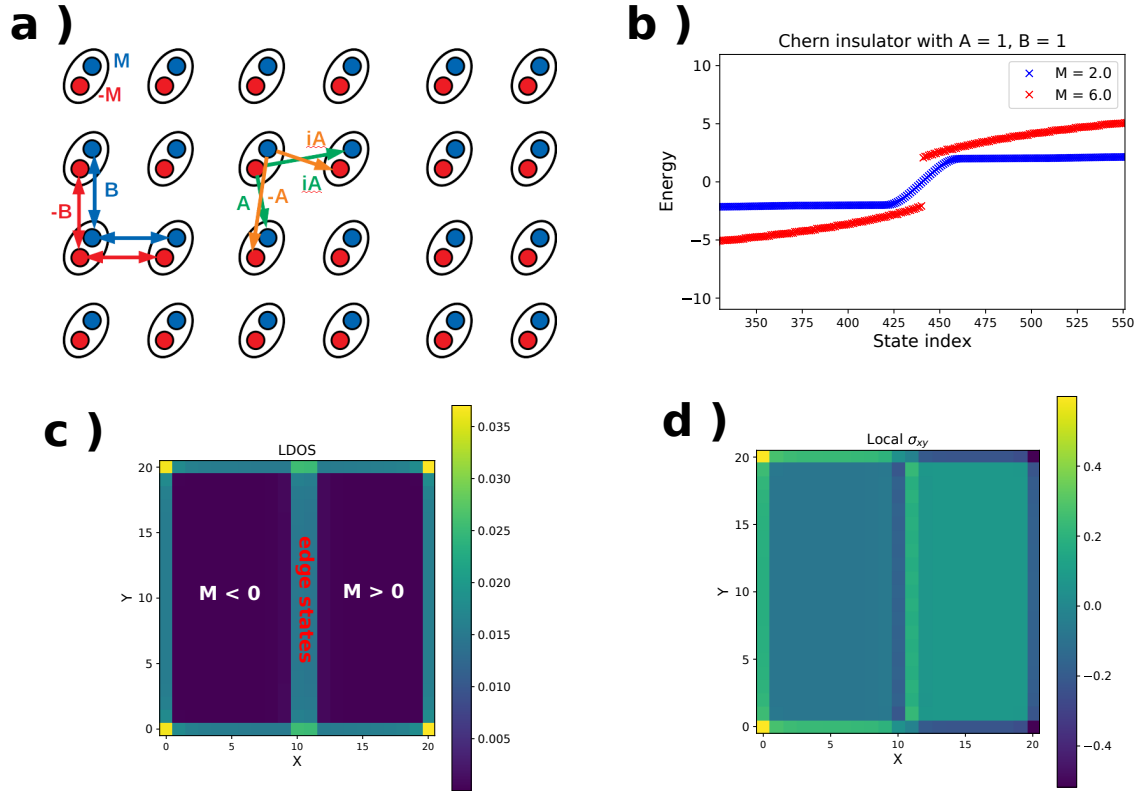 a )
M
-M
B
-B
iA
iA
A
-A
b )
Chern insulator with A = 1, B = 1
M = 2.0
M = 6.0
10
5
0
−5
−10
Energy
350
375
400
425
450
475
500
525
550
State index
c )
LDOS
20
15
10
5
0
Y
M < 0
edge states
M > 0
0
5
10
15
20
X
0.035
0.030
0.025
0.020
0.015
0.010
0.005
d )
Local σxy
20
15
10
5
0
Y
0
5
10
15
20
X
0.4
0.2
0.0
−0.2
−0.4